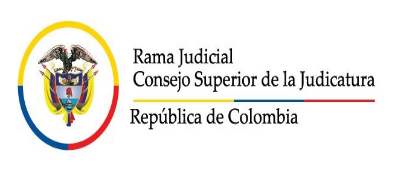 Rama Judicial
Consejo Superior de la Judicatura
República de Colombia